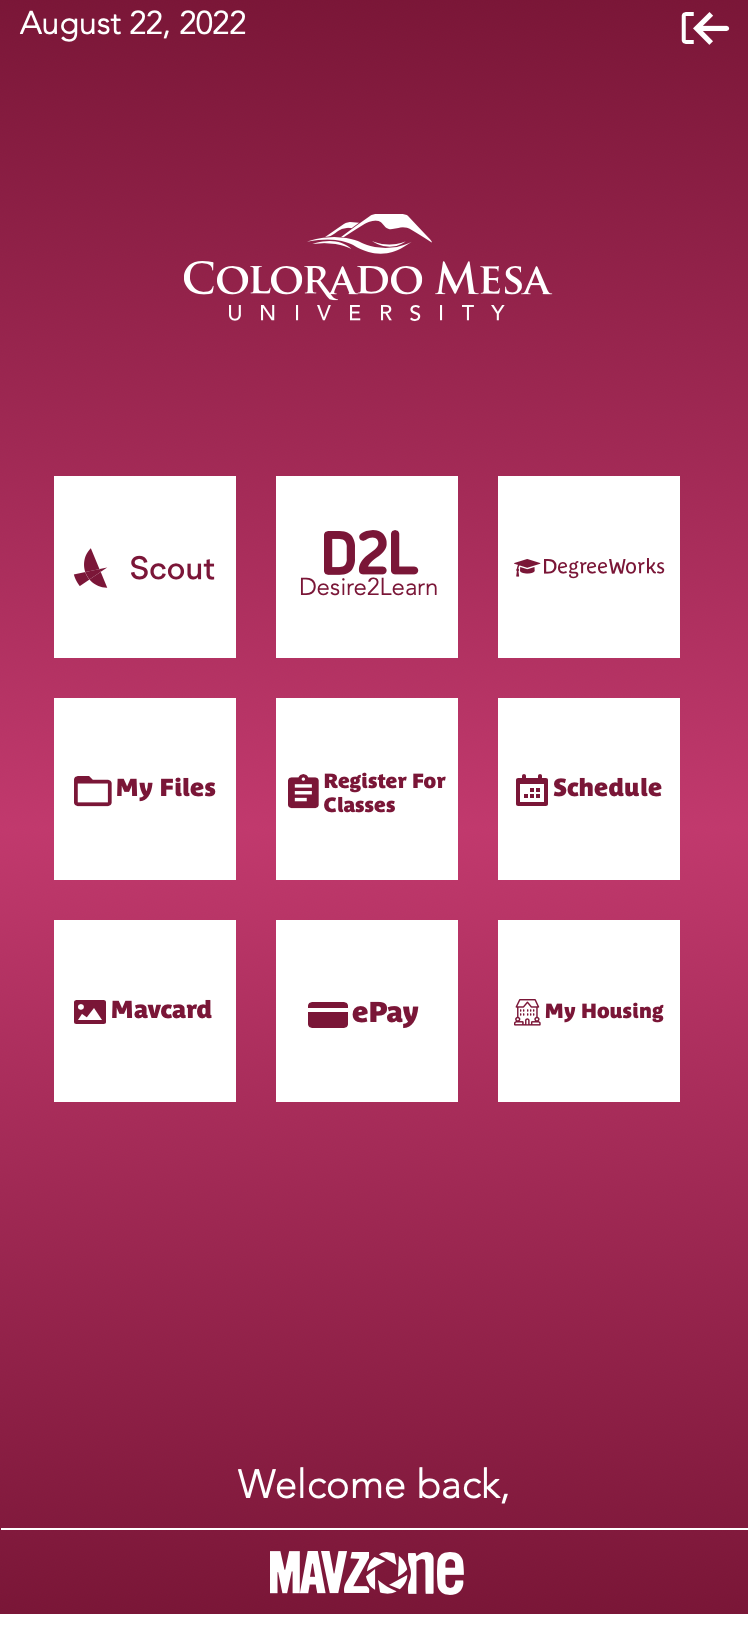 August 22, 2022
COLORADO MESA
UNIVERSITY
Scout
D2L
Desire2Learn
DegreeWorks
My Files
Register For
Classes
Schedule
Mavcard
ePay
My Housing
Welcome back,
MAVZone